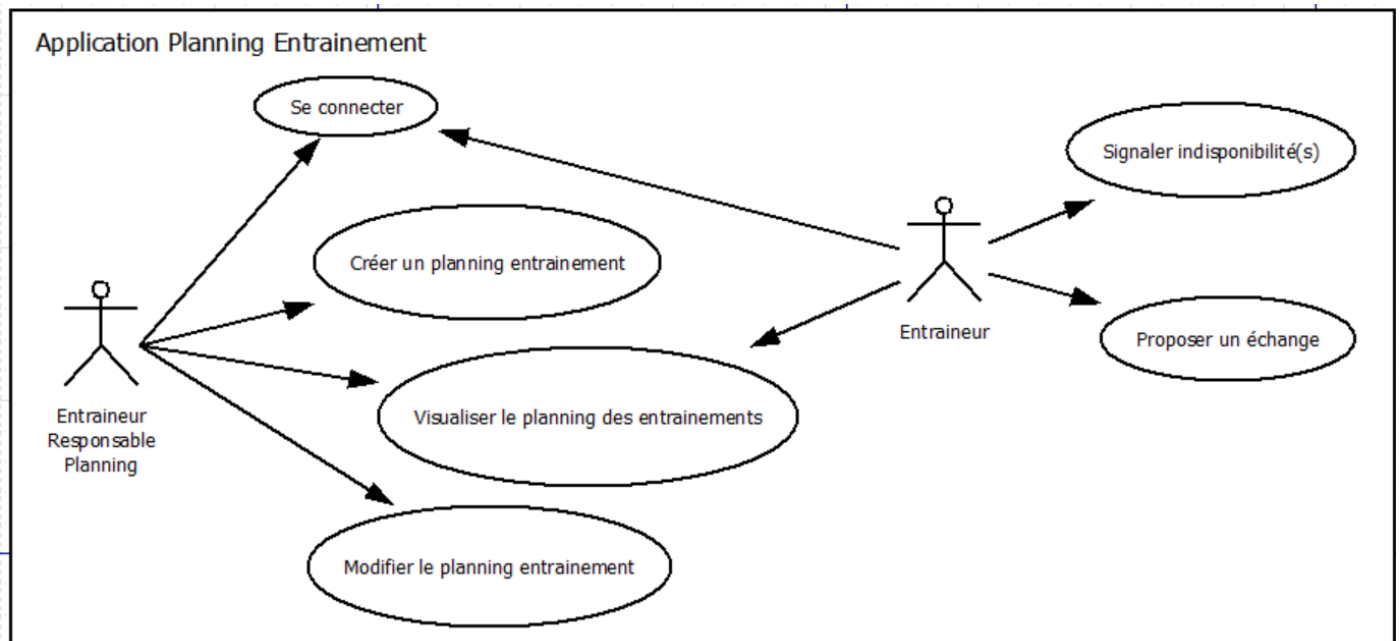 Application Planning Entrainement
Se connecter
Signaler indisponibilité(s)
Créer un planning entrainement
Entraineur
Proposer un échange
Entraineur
Responsable
Planning
Visualiser le planning des entrainements
Modifier le planning entrainement